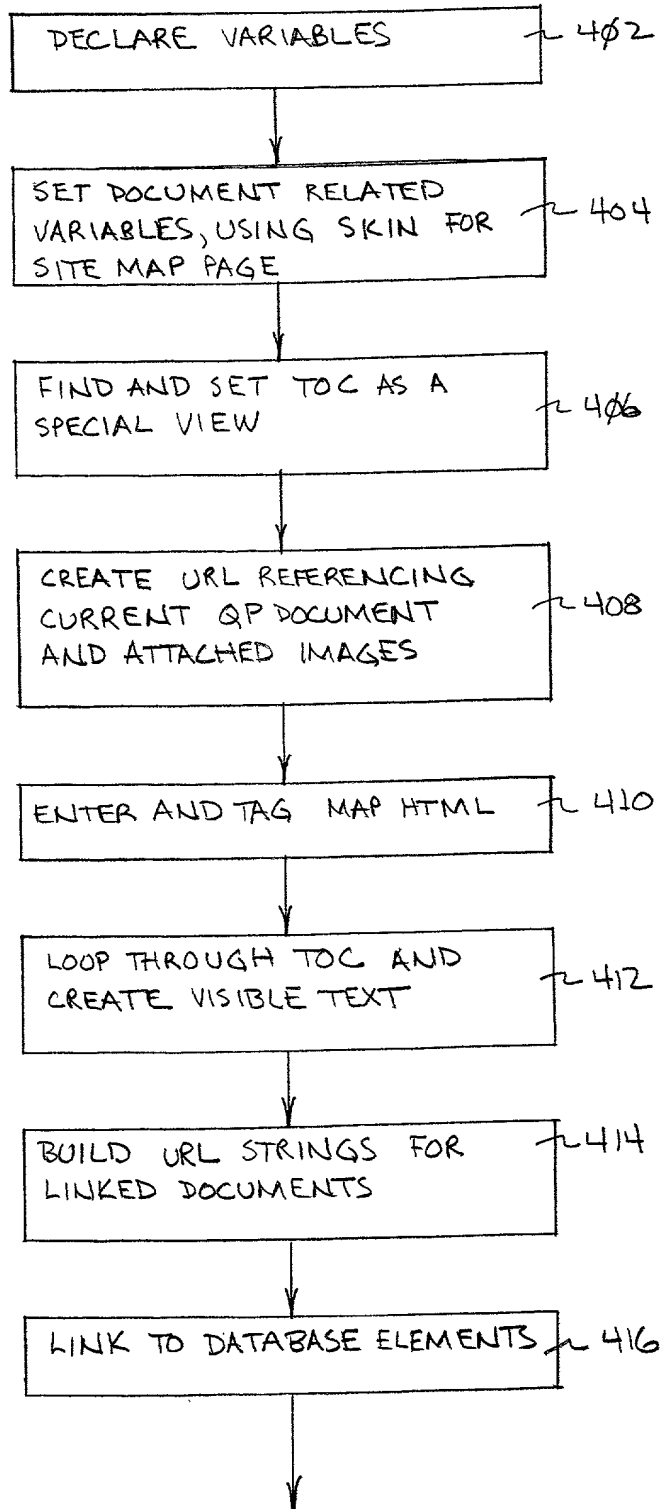 DECLARE VARIABLES
402
SET DOCUMENT RELATED
VARIABLES, USING SKIN FOR
SITE MAP PAGE
404
FIND AND SET TOC AS A
SPECIAL VIEW
406
CREATE URL REFERENCING
CURRENT QP DOCUMENT
AND ATTACHED IMAGES
408
ENTER AND TAG MAP HTML
410
LOOP THROUGH TOC AND
CREATE VISIBLE TEXT
412
BUILD URL STRINGS FOR
LINKED DOCUMENTS
414
LINK TO DATABASE ELEMENTS
416